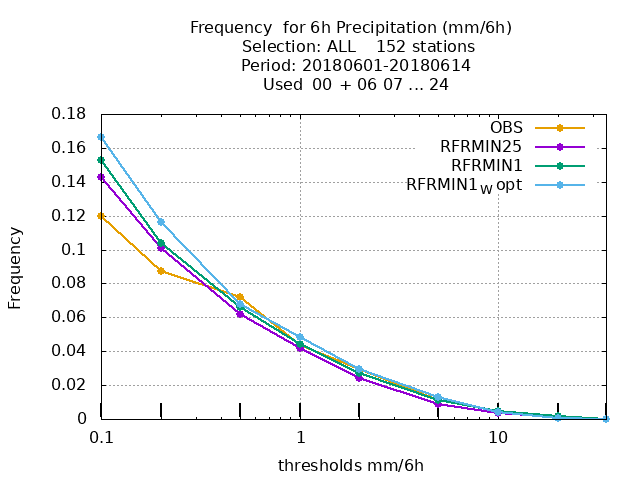 Frequency  for 6h Precipitation (mm/6h)
Selection: ALL    152 stations
Period: 20180601-20180614
Used  00  + 06 07 ... 24
OBS
RFRMIN25
RFRMIN1
RFRMIN1W opt
0.18
0.16
0.14
0.12
0.1
0.08
0.06
0.04
0.02
0
Frequency
0.1
1
10
thresholds mm/6h